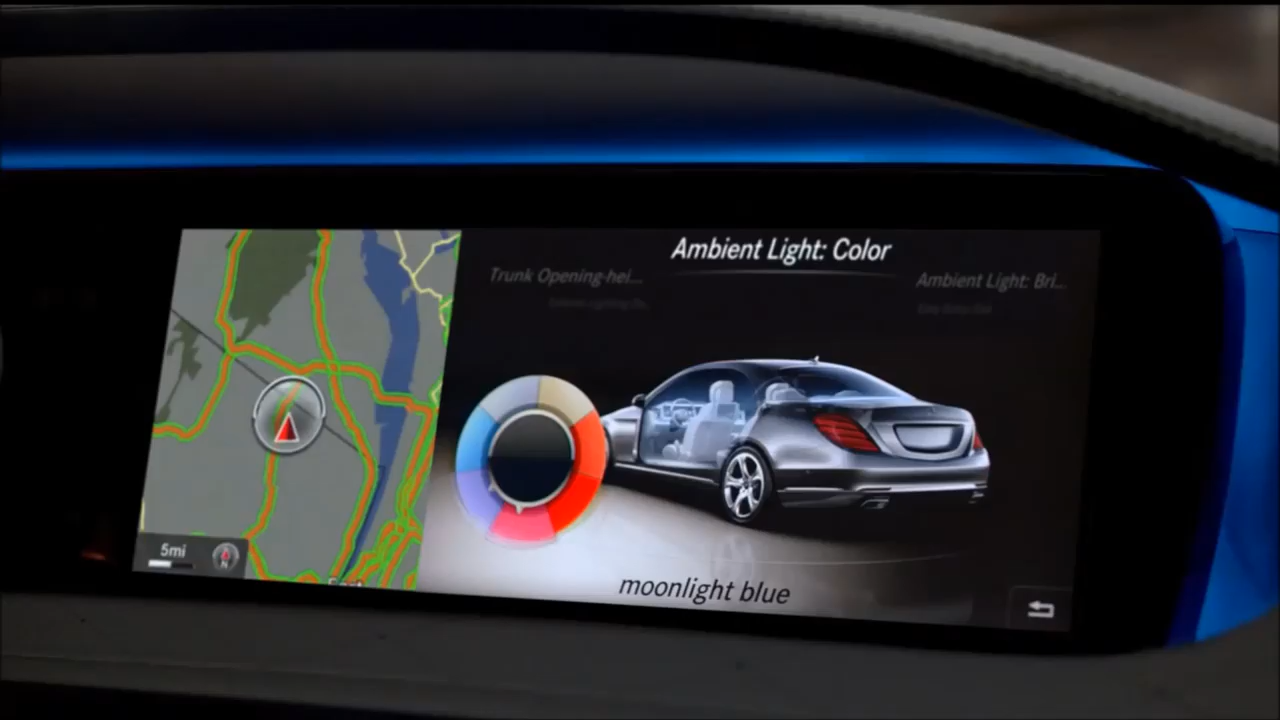 Ambient Light: Color
Trunk Opening-hei...
Ambient Light: Bri...
5mi
N
moonlight blue